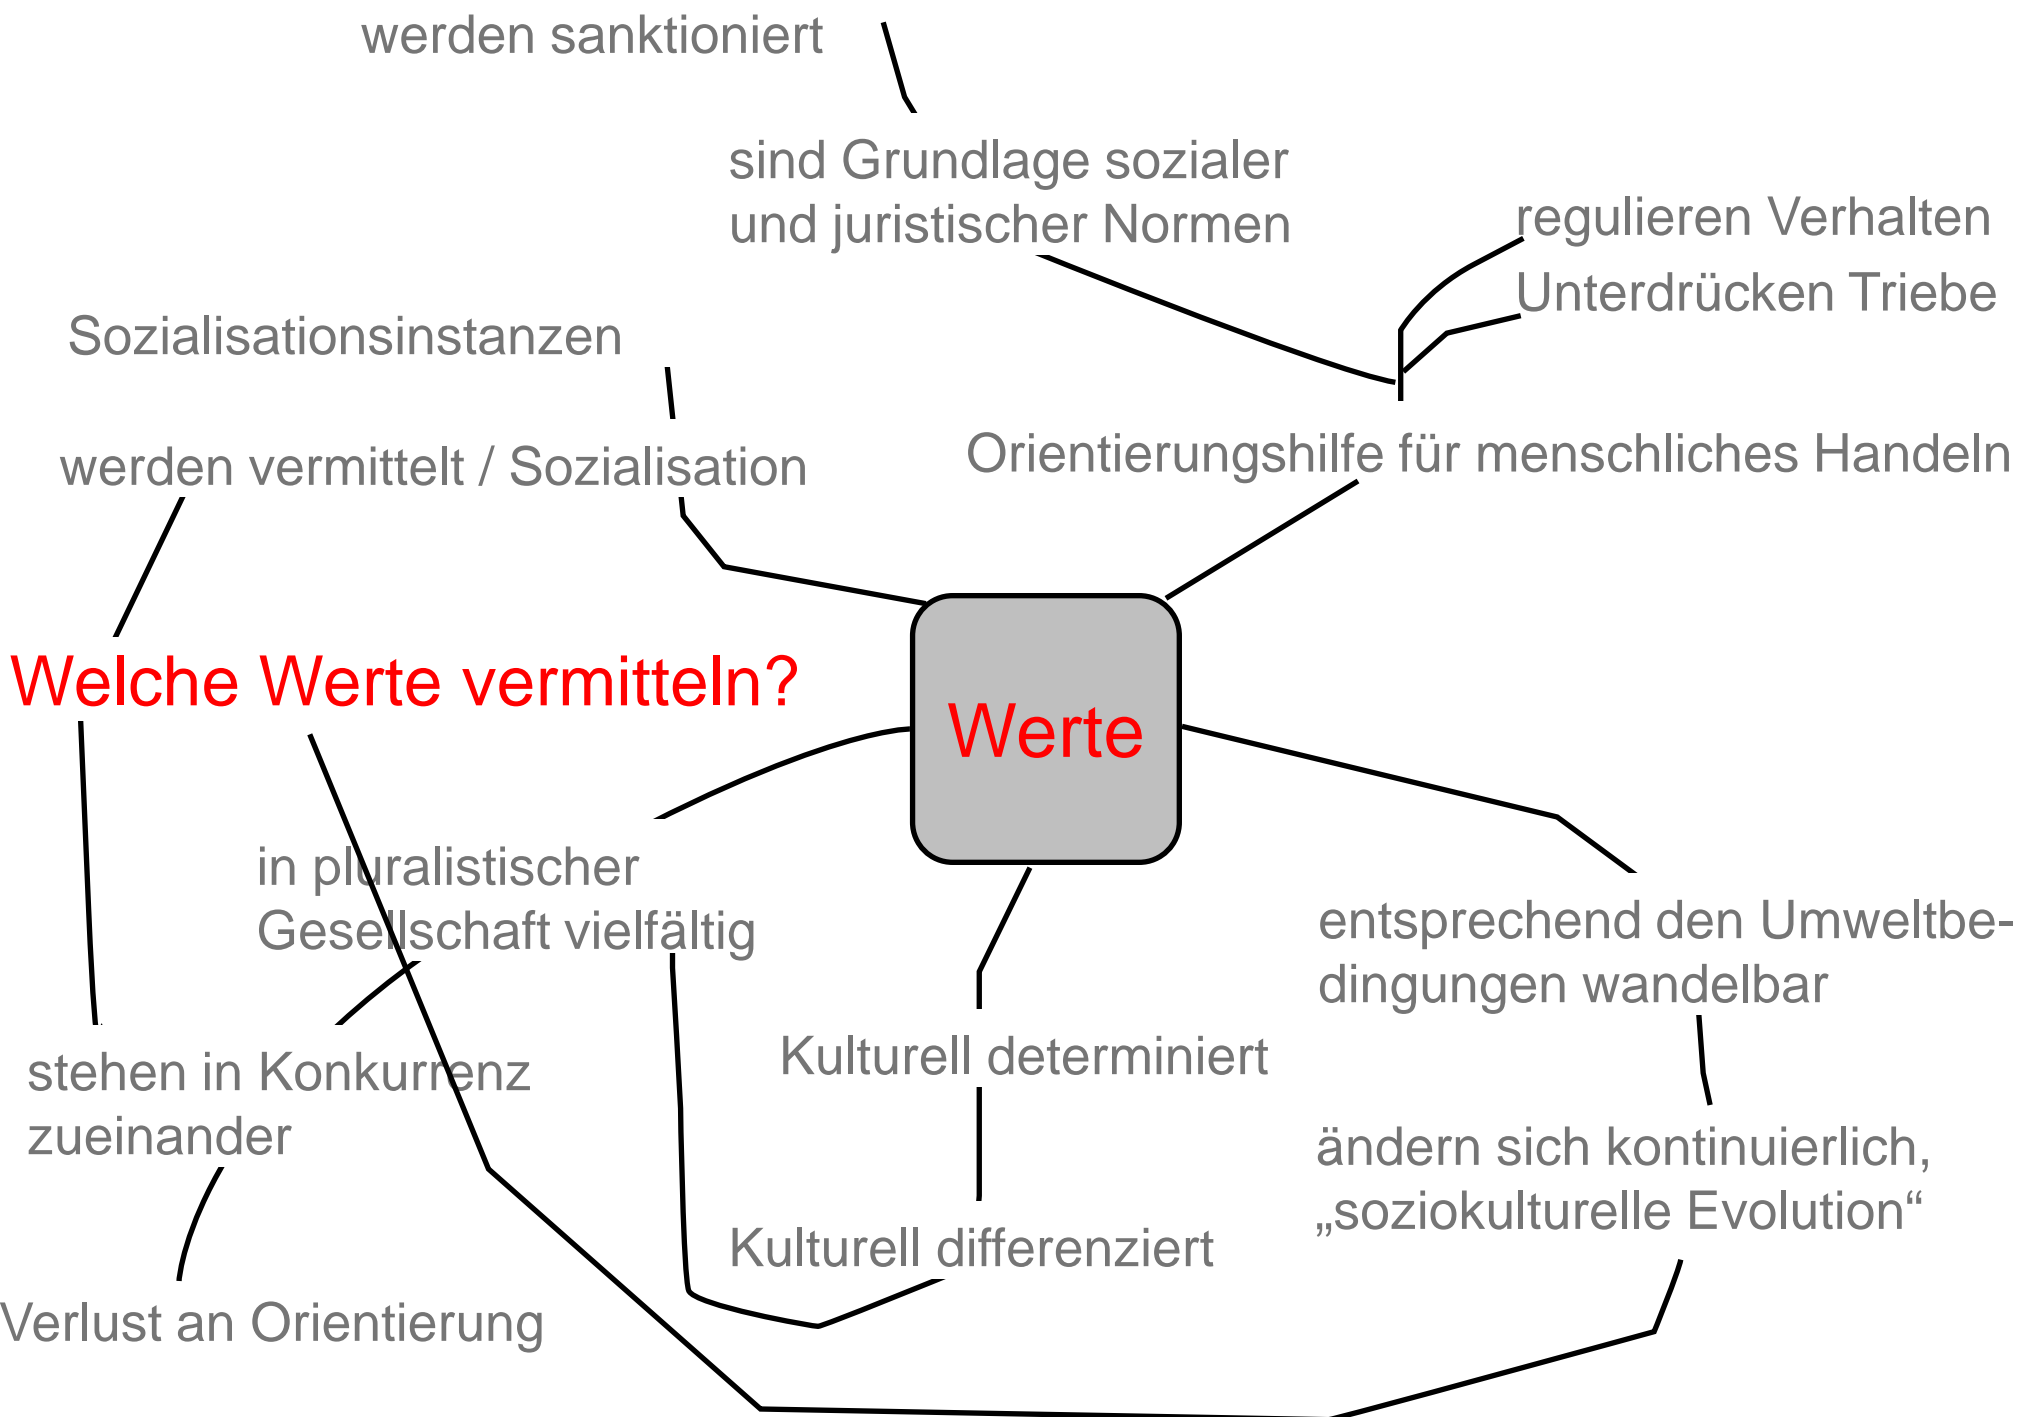 werden sanktioniert
sind Grundlage sozialer
und juristischer Normen
regulieren Verhalten
Unterdrücken Triebe
Sozialisationsinstanzen
werden vermittelt / Sozialisation
Orientierungshilfe für menschliches Handeln
Welche Werte vermitteln?
Werte
in pluralistischer
Gesellschaft vielfältig
entsprechend den Umweltbe-
dingungen wandelbar
stehen in Konkurrenz
zueinander
Kulturell determiniert
ändern sich kontinuierlich,
„soziokulturelle Evolution“
Kulturell differenziert
Verlust an Orientierung